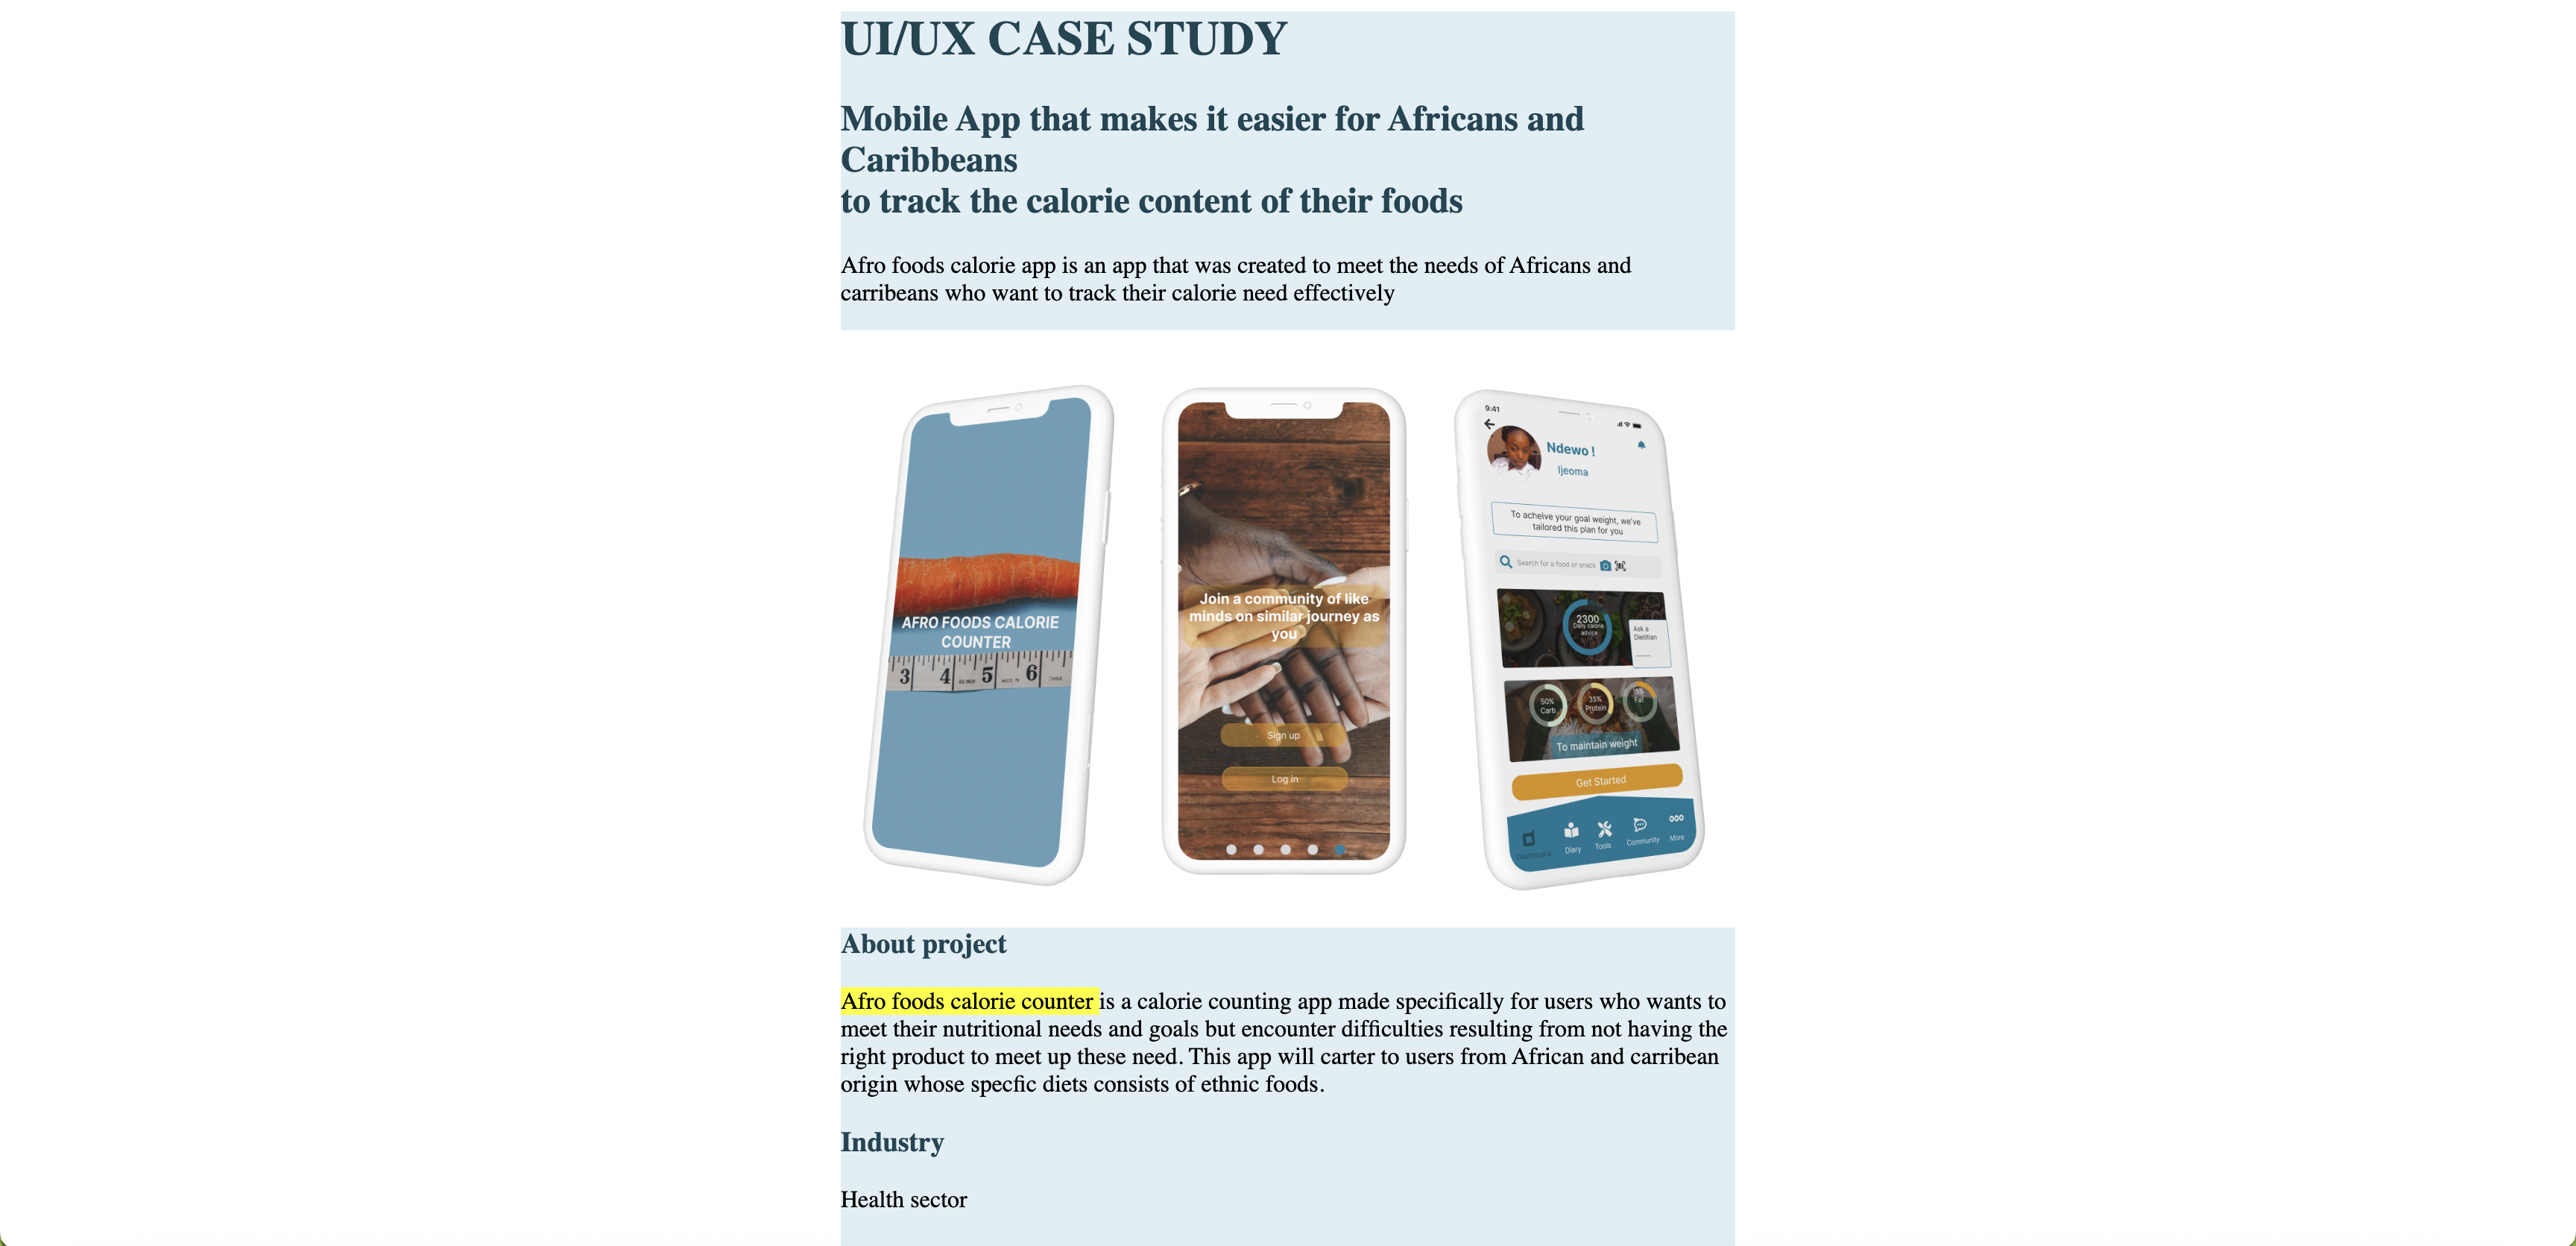 UI/UX CASE STUDY
Mobile App that makes it easier for Africans and
Caribbeans
to track the calorie content of their foods
Afro foods calorie app is an app that was created to meet the needs of Africans and
carribeans who want to track their calorie need effectively
AFRO FOODS CALORIE
COUNTER
3 4 5 6
MADE IN CHINA
Join a community of like
minds on similar journey as
you
Sign up
Log in
9:41
Ndewo !
Ijeoma
To acheive your goal weight, we've
tailored this plan for you
Search for a food or snack
2300
Daily calorie
advice
Ask a
Dietitian
50%
Carb
35%
Protein
15%
Fat
To maintain weight
Get Started
Dashboard
Diary
Tools
Community
More
About project
Afro foods calorie counter is a calorie counting app made specifically for users who wants to
meet their nutritional needs and goals but encounter difficulties resulting from not having the
right product to meet up these need. This app will carter to users from African and carribean
origin whose specfic diets consists of ethnic foods.
Industry
Health sector